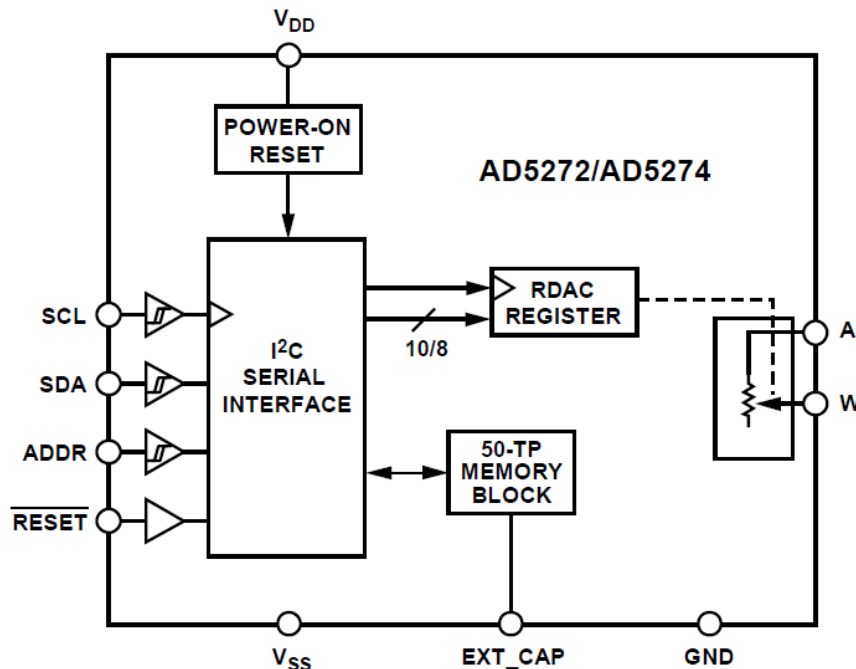 VDD
POWER-ON
RESET
AD5272/AD5274
SCL
SDA
ADDR
RESET
I2C
SERIAL
INTERFACE
10/8
RDAC
REGISTER
A
W
50-TP
MEMORY
BLOCK
VSS
EXT_CAP
GND